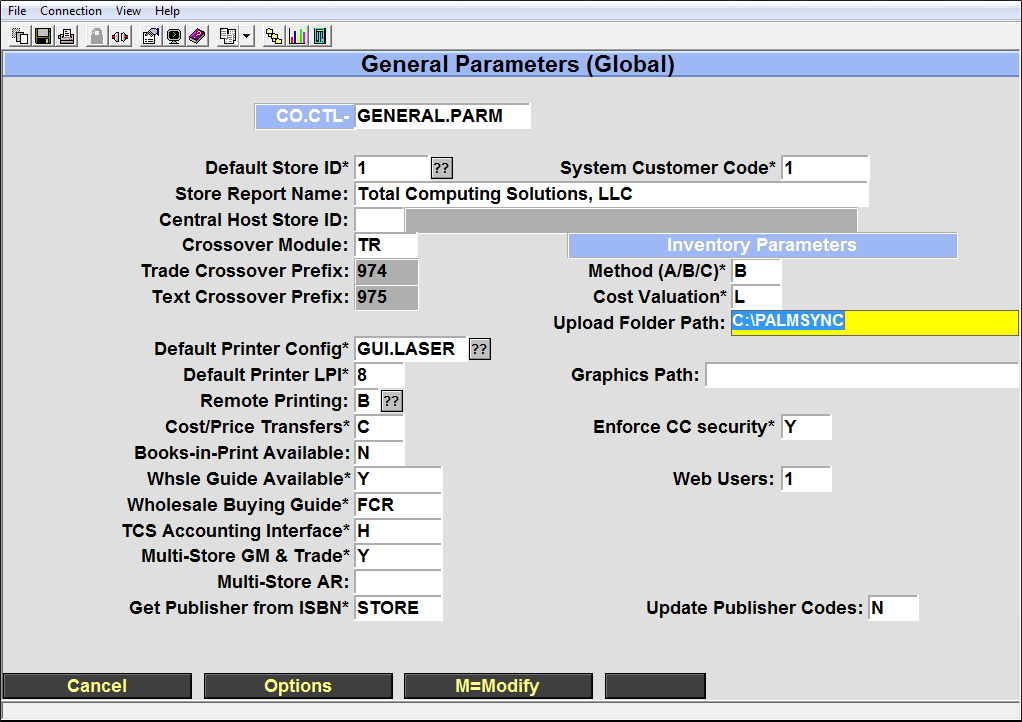 File Connection View Help
General Parameters (Global)
CO.CTL- GENERAL.PARM
Default Store ID* 1 ?? System Customer Code* 1
Store Report Name: Total Computing Solutions, LLC
Central Host Store ID:
Crossover Module: TR Inventory Parameters
Trade Crossover Prefix: 974 Method (A/B/C)* B
Text Crossover Prefix: 975 Cost Valuation* L
Upload Folder Path: C:\PALMSYNC
Default Printer Config* GUI.LASER ??
Default Printer LPI* 8 Graphics Path:
Remote Printing: B ??
Cost/Price Transfers* C Enforce CC security* Y
Books-in-Print Available: N
Whsle Guide Available* Y Web Users: 1
Wholesale Buying Guide* FCR
TCS Accounting Interface* H
Multi-Store GM & Trade* Y
Multi-Store AR:
Get Publisher from ISBN* STORE Update Publisher Codes: N
Cancel Options M=Modify